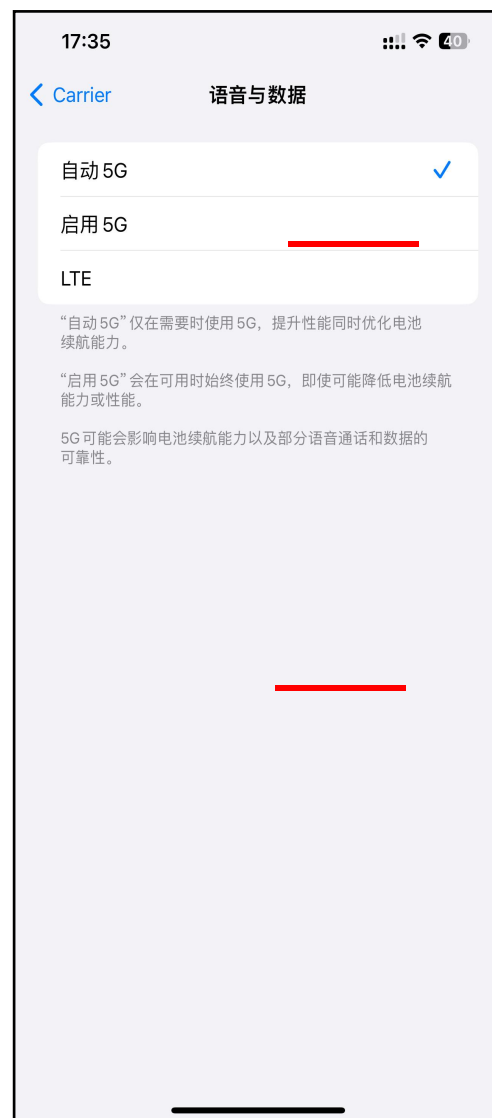 17:35
40
Carrier
语音与数据
自动 5G
启用 5G
LTE
“自动 5G” 仅在需要时使用 5G，提升性能同时优化电池
续航能力。
“启用 5G” 会在可用时始终使用 5G，即使可能降低电池续航
能力或性能。
5G 可能会影响电池续航能力以及部分语音通话和数据的
可靠性。